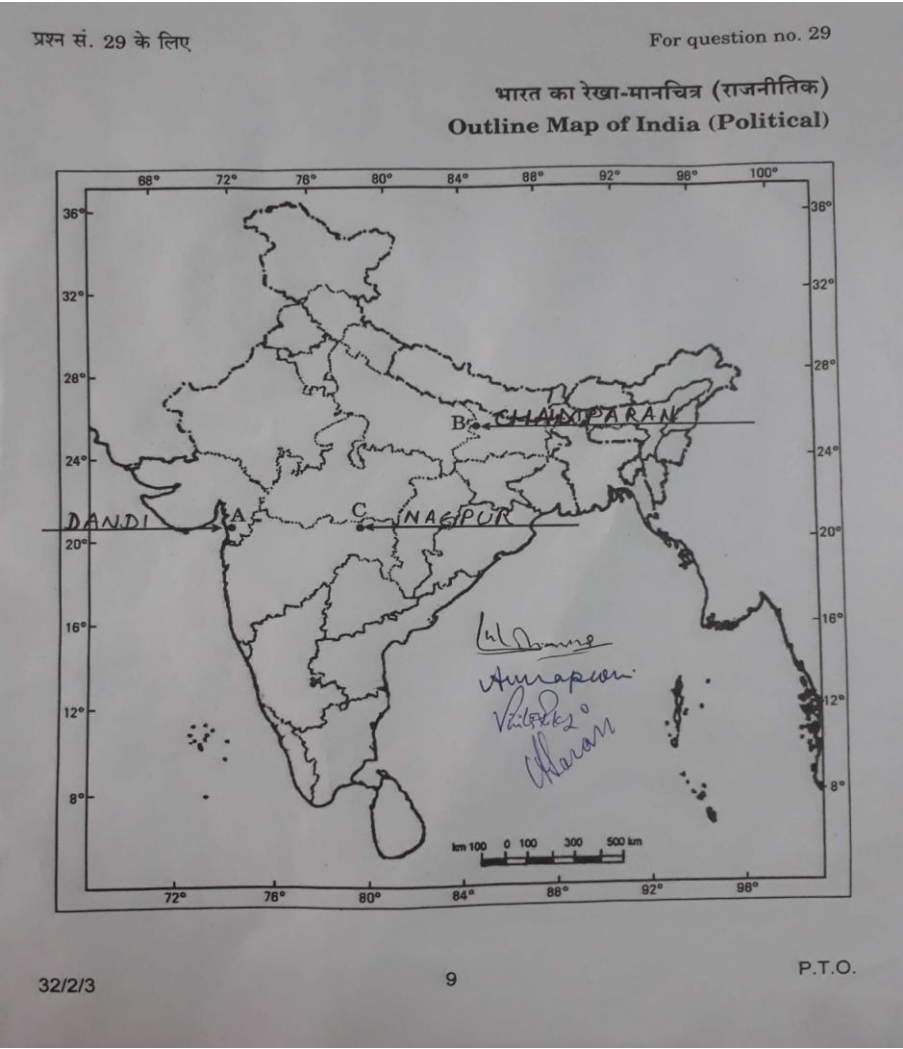 प्रश्न सं. 29 के लिए
For question no. 29
भारत का रेखा-मानचित्र (राजनीतिक)
Outline Map of India (Political)
68° 72° 76° 80° 84° 88° 92° 96° 100°
36° 36°
32° 32°
28° 28°
B CHAMPARAN
24° 24°
DANDI A C NAGPUR
20° 20°
16° 16°
12° 12°
8° 8°
km 100 0 100 300 500 km
72° 76° 80° 84° 88° 92° 96°
32/2/3
9
P.T.O.